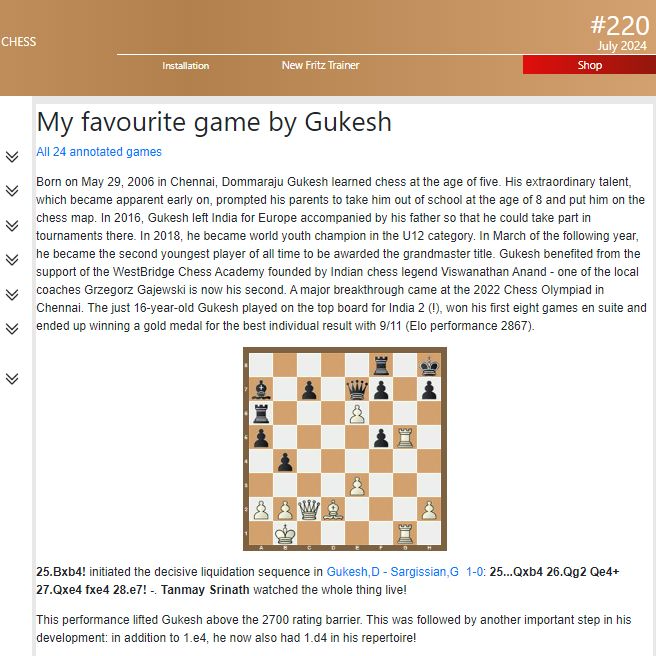 #220
CHESS
July 2024
Installation
New Fritz Trainer
Shop
My favourite game by Gukesh
All 24 annotated games
Born on May 29, 2006 in Chennai, Dommaraju Gukesh learned chess at the age of five. His extraordinary talent,
which became apparent early on, prompted his parents to take him out of school at the age of 8 and put him on the
chess map. In 2016, Gukesh left India for Europe accompanied by his father so that he could take part in
tournaments there. In 2018, he became world youth champion in the U12 category. In March of the following year,
he became the second youngest player of all time to be awarded the grandmaster title. Gukesh benefited from the
support of the WestBridge Chess Academy founded by Indian chess legend Viswanathan Anand - one of the local
coaches Grzegorz Gajewski is now his second. A major breakthrough came at the 2022 Chess Olympiad in
Chennai. The just 16-year-old Gukesh played on the top board for India 2 (!), won his first eight games en suite and
ended up winning a gold medal for the best individual result with 9/11 (Elo performance 2867).
8
7
6
5
4
3
2
1
A B C D E F G H
25.Bxb4! initiated the decisive liquidation sequence in Gukesh,D - Sargissian,G 1-0: 25...Qxb4 26.Qg2 Qe4+
27.Qxe4 fxe4 28.e7! -. Tanmay Srinath watched the whole thing live!
This performance lifted Gukesh above the 2700 rating barrier. This was followed by another important step in his
development: in addition to 1.e4, he now also had 1.d4 in his repertoire!